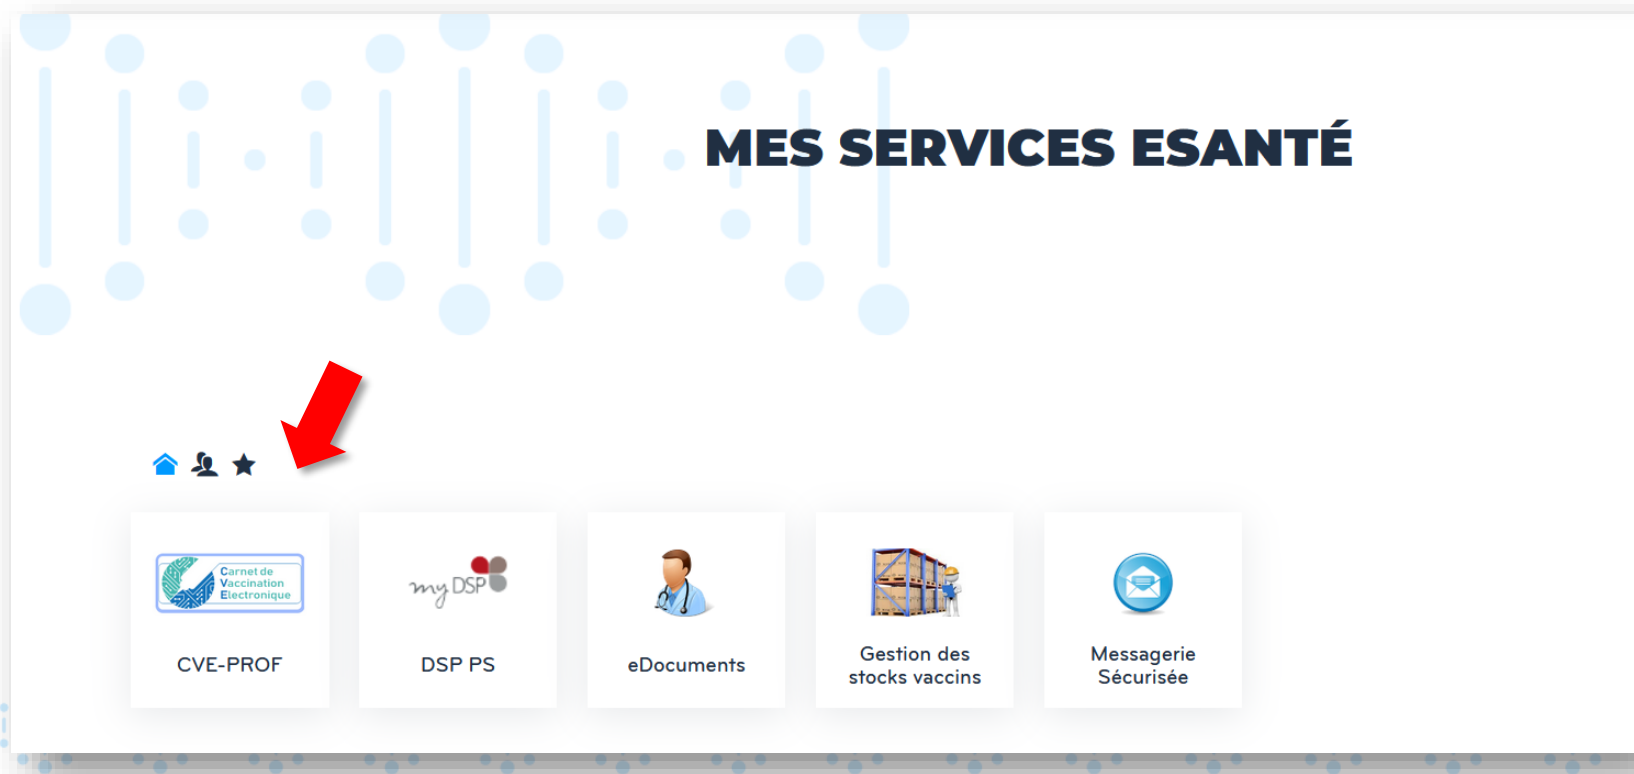 MES SERVICES ESANTÉ
Carnet de
Vaccination
Electronique
my DSP
CVE-PROF
DSP PS
eDocuments
Gestion des
stocks vaccins
Messagerie
Sécurisée